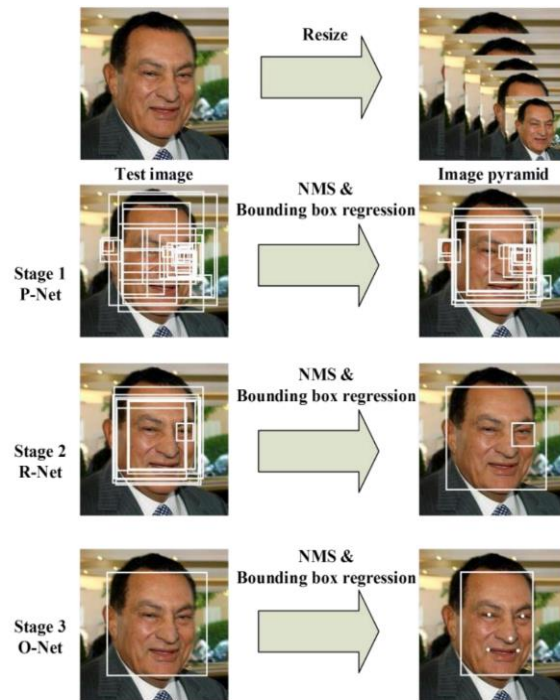 Resize
Test image
Image pyramid
NMS &
Bounding box regression
Stage 1
P-Net
NMS &
Bounding box regression
Stage 2
R-Net
NMS &
Bounding box regression
Stage 3
O-Net